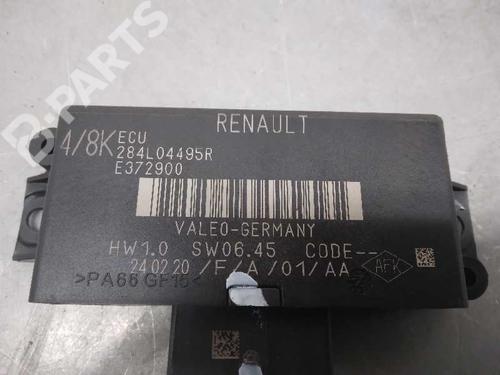 B-PARTS
RENAULT
4/8K ECU
284L04495R
E372900
VALEO-GERMANY
HW1.0 SW06.45 CODE--
240220/F/A/01/AA
AFK
>PA66 GF15<